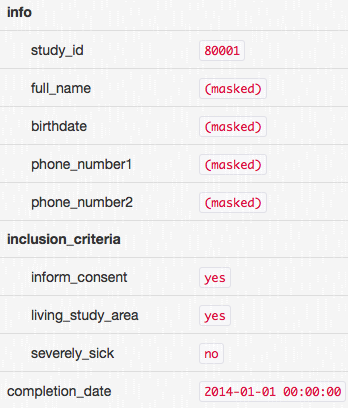 info
study_id 80001
full_name (masked)
birthdate (masked)
phone_number1 (masked)
phone_number2 (masked)
inclusion_criteria
inform_consent yes
living_study_area yes
severely_sick no
completion_date 2014-01-01 00:00:00